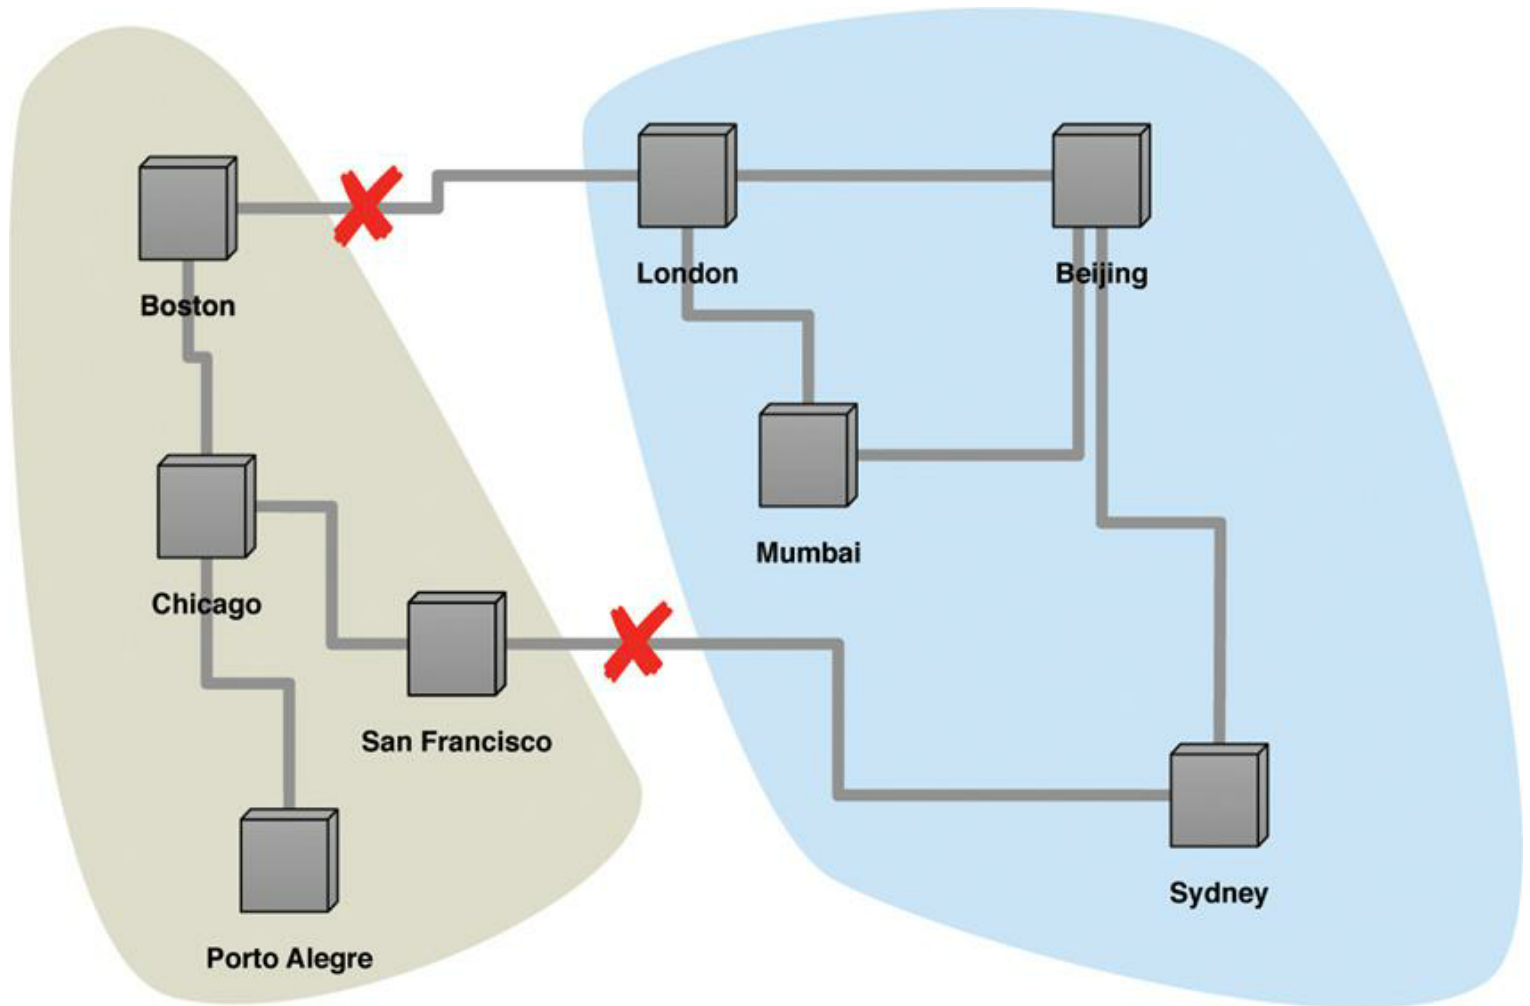 London
Beijing
Boston
Mumbai
Chicago
San Francisco
Sydney
Porto Alegre